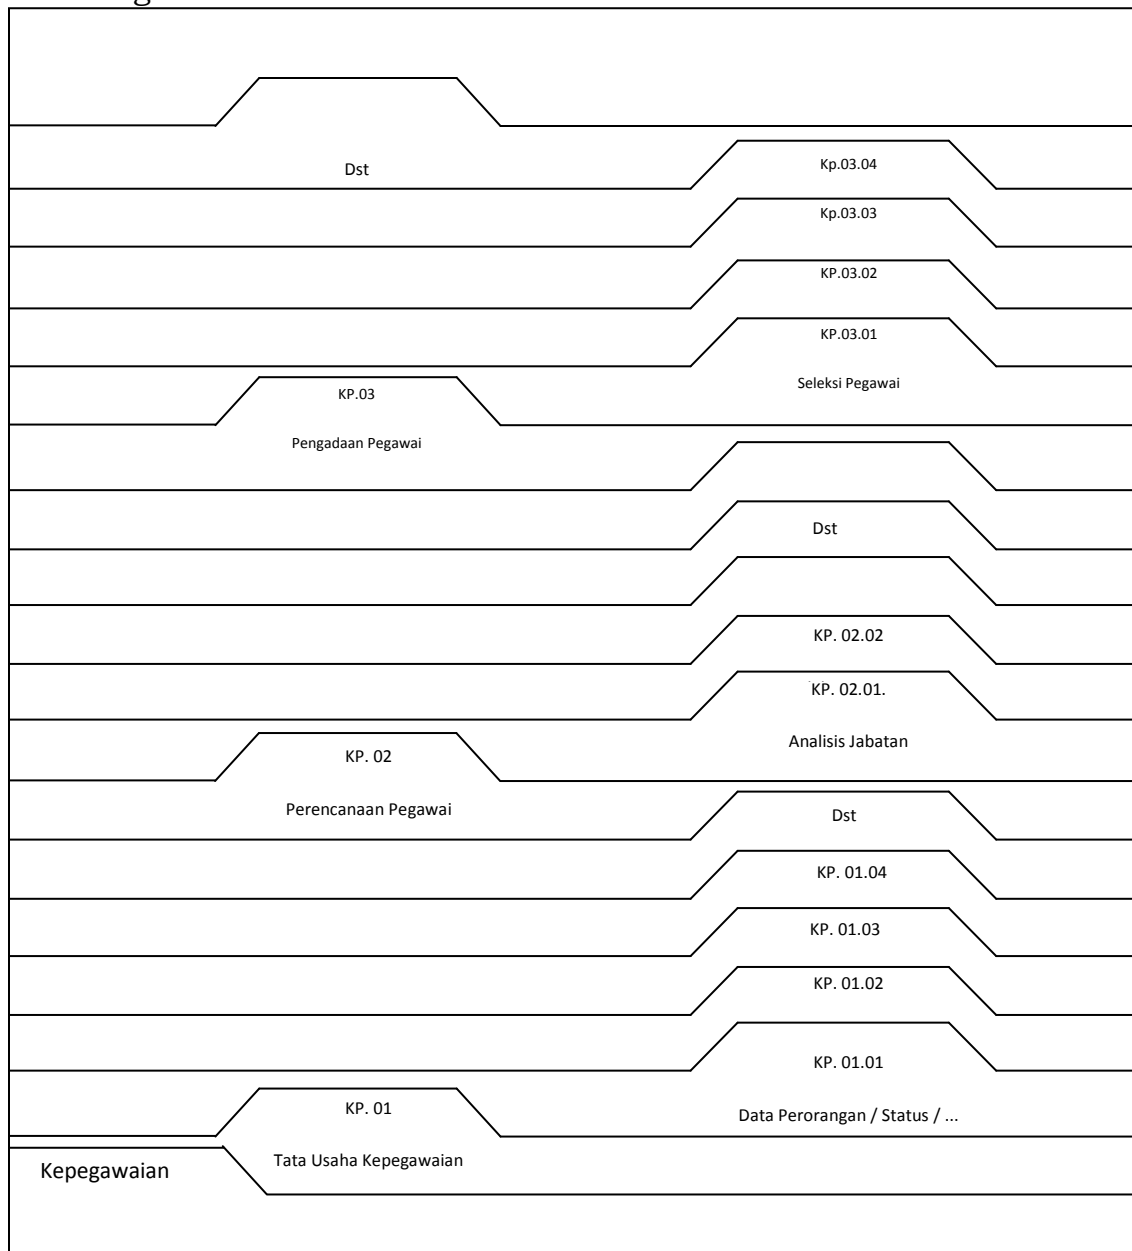 Dst
Kp.03.04
Kp.03.03
KP.03.02
KP.03.01
Seleksi Pegawai
KP.03
Pengadaan Pegawai
Dst
KP. 02.02
KP. 02.01.
Analisis Jabatan
KP. 02
Perencanaan Pegawai
Dst
KP. 01.04
KP. 01.03
KP. 01.02
KP. 01.01
KP. 01
Data Perorangan / Status / ...
Kepegawaian
Tata Usaha Kepegawaian